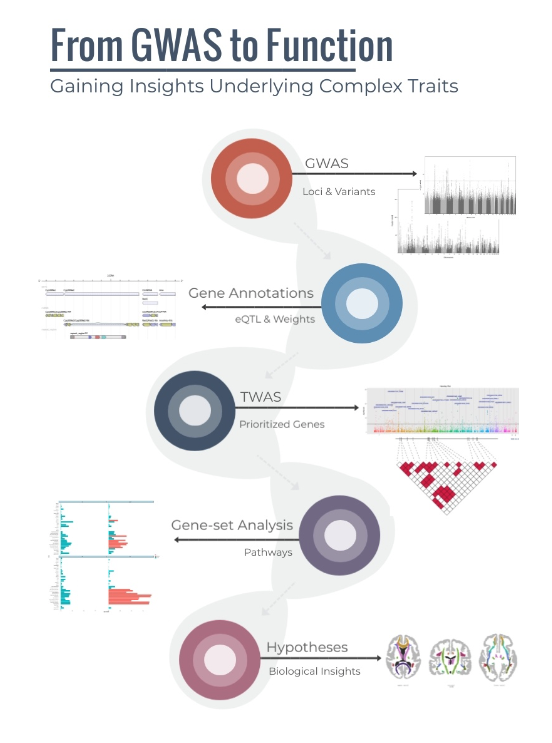 From GWAS to Function
Gaining Insights Underlying Complex Traits
GWAS
Loci & Variants
Gene Annotations
eQTL & Weights
TWAS
Prioritized Genes
Gene-set Analysis
Pathways
Hypotheses
Biological Insights